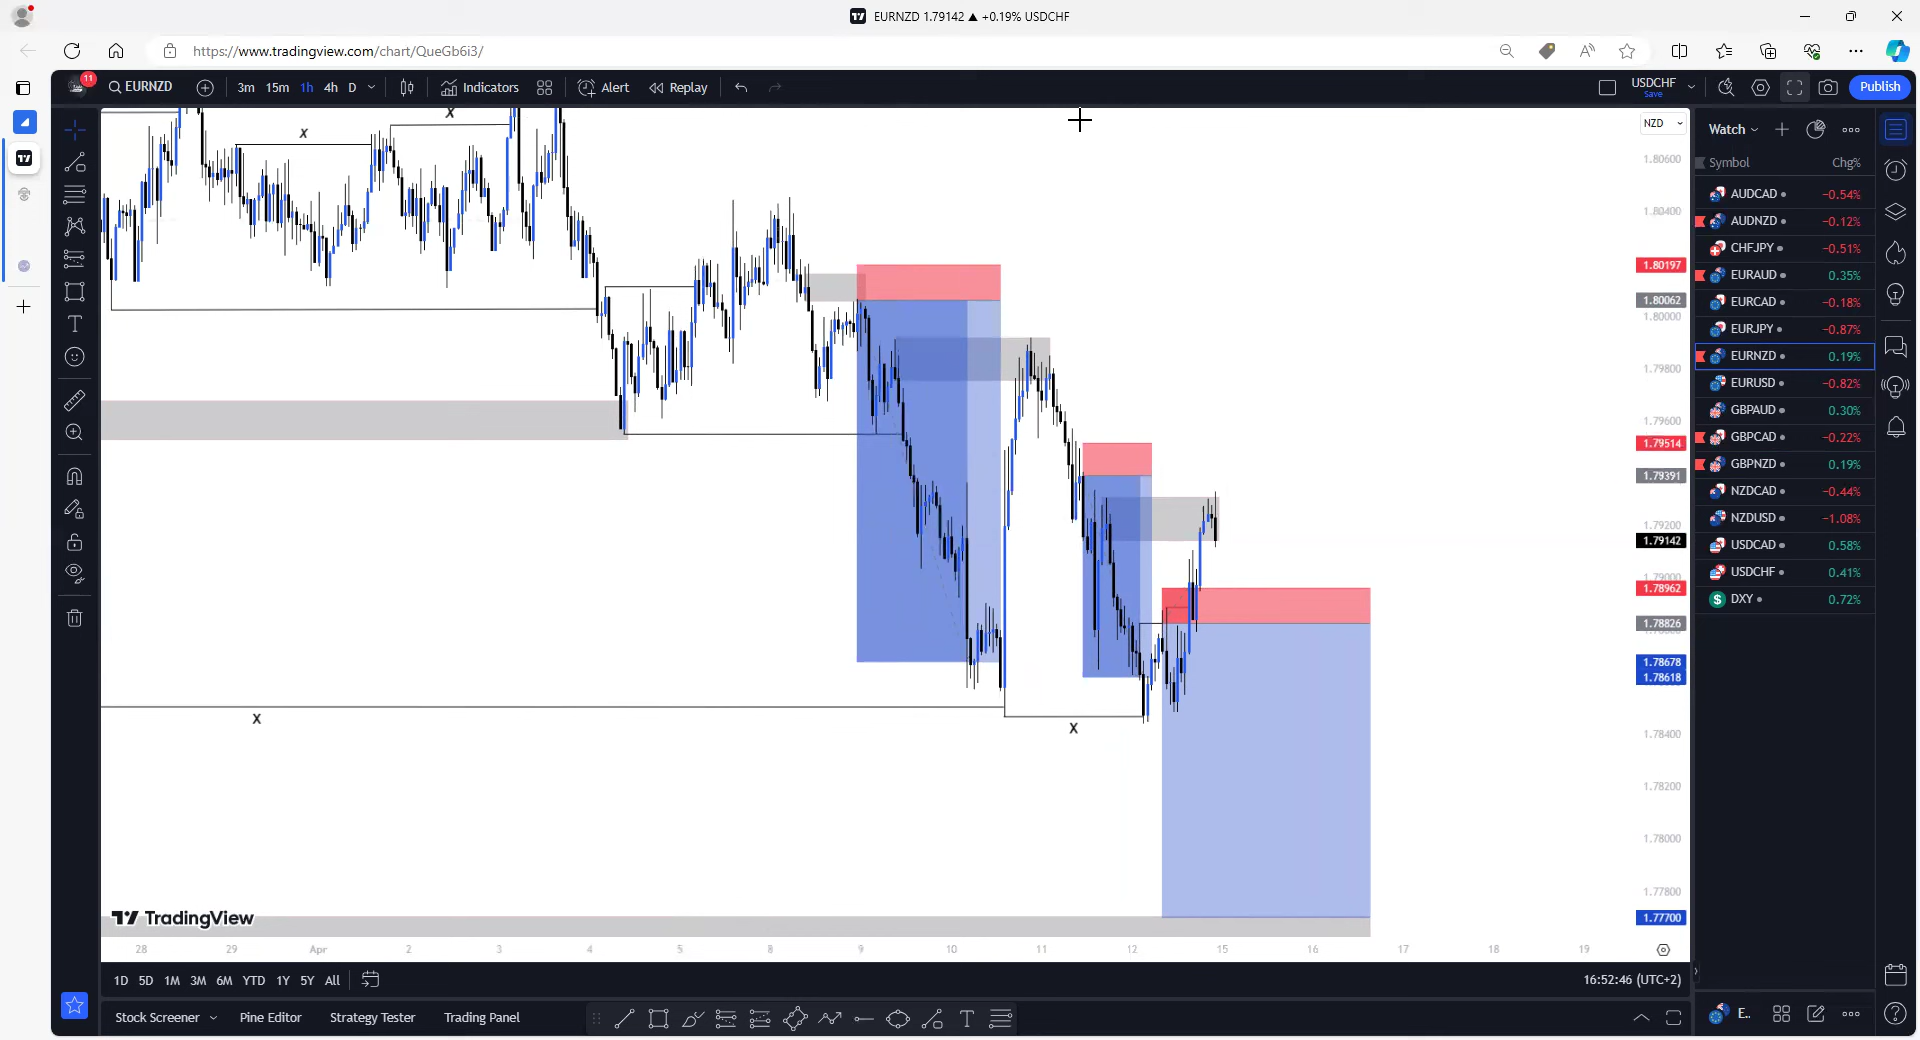 EURNZD 1.79142 ▲ +0.19% USDCHF
https://www.tradingview.com/chart/QueGb6i3/
11
EURNZD
3m 15m 1h 4h D
Indicators
Alert
Replay
USDCHF
Save
Publish
X
X
X
X
NZD
1.80600
1.80400
1.80197
1.80062
1.80000
1.79800
1.79600
1.79514
1.79391
1.79200
1.79142
1.79000
1.78962
1.78826
1.78678
1.78618
1.78400
1.78200
1.78000
1.77800
1.77700
TradingView
28 29 Apr 2 3 4 5 8 9 10 11 12 15 16 17 18 19
1D 5D 1M 3M 6M YTD 1Y 5Y All
16:52:46 (UTC+2)
Stock Screener
Pine Editor
Strategy Tester
Trading Panel
Watch
Symbol Chg%
AUDCAD −0.54%
AUDNZD −0.12%
CHFJPY −0.51%
EURAUD 0.35%
EURCAD −0.18%
EURJPY −0.87%
EURNZD 0.19%
EURUSD −0.82%
GBPAUD 0.30%
GBPCAD −0.22%
GBPNZD 0.19%
NZDCAD −0.44%
NZDUSD −1.08%
USDCAD 0.58%
USDCHF 0.41%
DXY 0.72%
E..